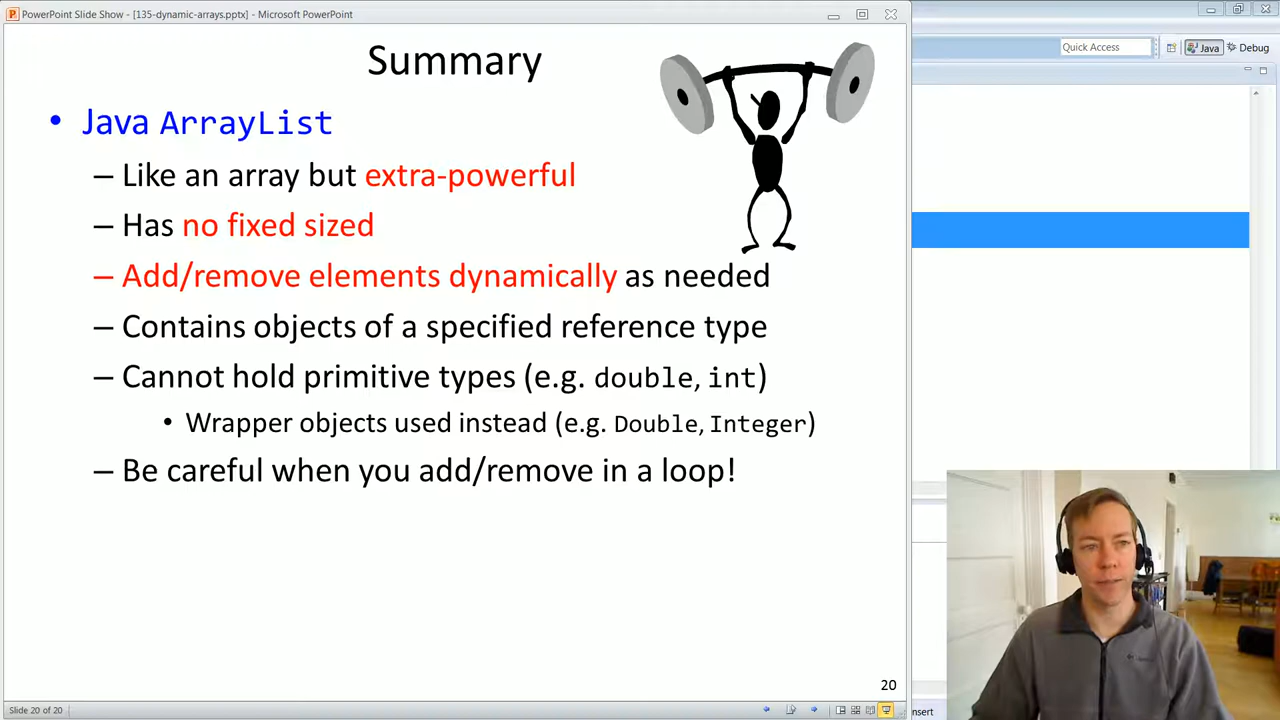 PowerPoint Slide Show - [135-dynamic-arrays.pptx] - Microsoft PowerPoint
Quick Access
Java
Debug
Summary
• Java ArrayList
– Like an array but extra-powerful
– Has no fixed sized
– Add/remove elements dynamically as needed
– Contains objects of a specified reference type
– Cannot hold primitive types (e.g. double, int)
• Wrapper objects used instead (e.g. Double, Integer)
– Be careful when you add/remove in a loop!
20
Slide 20 of 20
nsert